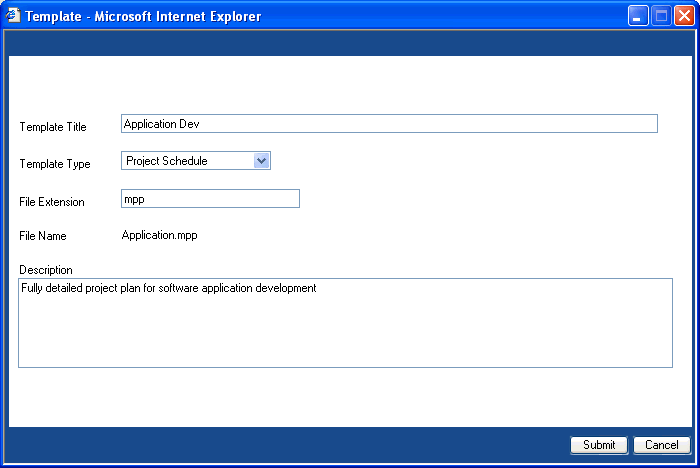 Template - Microsoft Internet Explorer
Template Title Application Dev
Template Type Project Schedule
File Extension mpp
File Name Application.mpp
Description
Fully detailed project plan for software application development
Submit Cancel